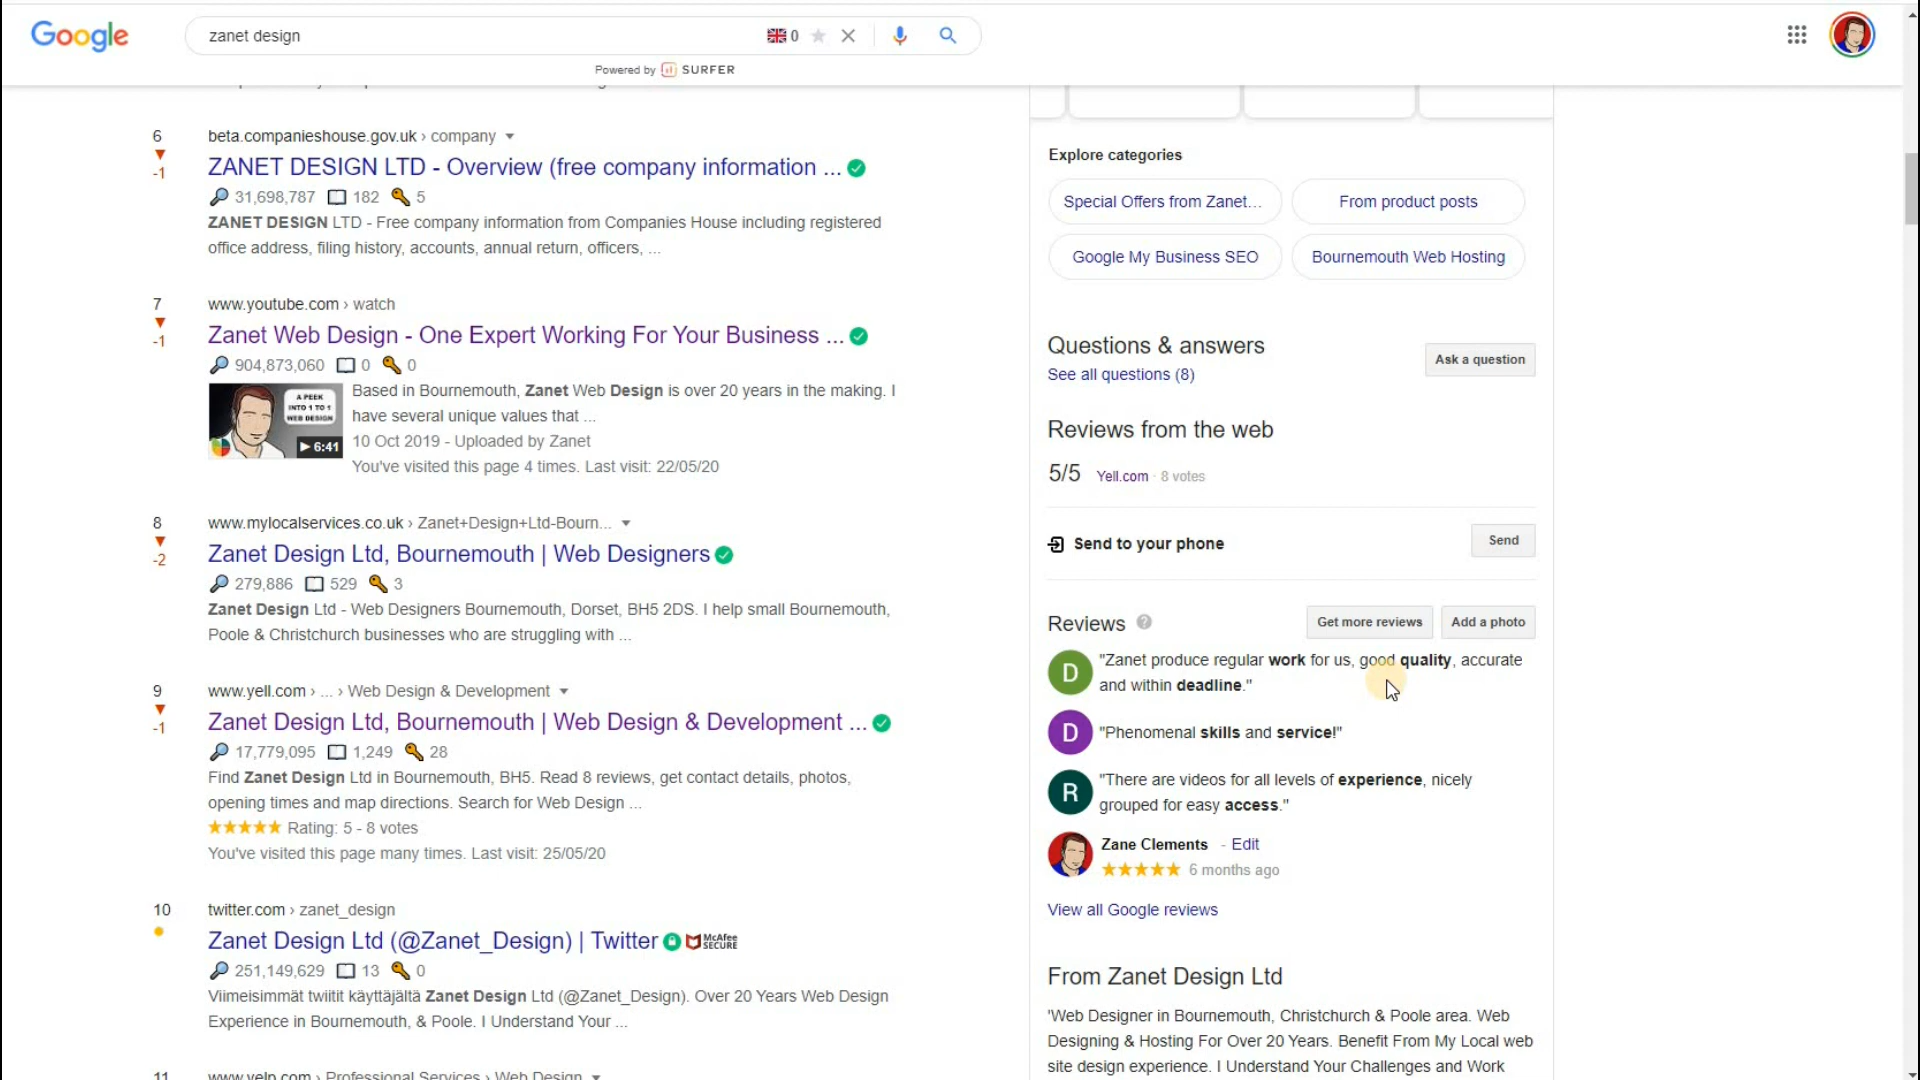 Google
zanet design
0
Powered by SURFER
6
beta.companieshouse.gov.uk › company
-1
ZANET DESIGN LTD - Overview (free company information ...
31,698,787 182 5
ZANET DESIGN LTD - Free company information from Companies House including registered
office address, filing history, accounts, annual return, officers, ...
7
www.youtube.com › watch
-1
Zanet Web Design - One Expert Working For Your Business ...
904,873,060 0 0
A PEEK
INTO 1 TO 1
WEB DESIGN
6:41
Based in Bournemouth, Zanet Web Design is over 20 years in the making. I
have several unique values that ...
10 Oct 2019 - Uploaded by Zanet
You've visited this page 4 times. Last visit: 22/05/20
8
www.mylocalservices.co.uk › Zanet+Design+Ltd-Bourn...
-2
Zanet Design Ltd, Bournemouth | Web Designers
279,886 529 3
Zanet Design Ltd - Web Designers Bournemouth, Dorset, BH5 2DS. I help small Bournemouth,
Poole & Christchurch businesses who are struggling with ...
9
www.yell.com › ... › Web Design & Development
-1
Zanet Design Ltd, Bournemouth | Web Design & Development ...
17,779,095 1,249 28
Find Zanet Design Ltd in Bournemouth, BH5. Read 8 reviews, get contact details, photos,
opening times and map directions. Search for Web Design ...
Rating: 5 - 8 votes
You've visited this page many times. Last visit: 25/05/20
10
twitter.com › zanet_design
Zanet Design Ltd (@Zanet_Design) | Twitter
McAfee
SECURE
251,149,629 13 0
Viimeisimmät twiitit käyttäjältä Zanet Design Ltd (@Zanet_Design). Over 20 Years Web Design
Experience in Bournemouth, & Poole. I Understand Your ...
11
www.yelp.com › Professional Services › Web Design
Explore categories
Special Offers from Zanet...
From product posts
Google My Business SEO
Bournemouth Web Hosting
Questions & answers
Ask a question
See all questions (8)
Reviews from the web
5/5 Yell.com · 8 votes
Send to your phone
Send
Reviews
Get more reviews
Add a photo
D
"Zanet produce regular work for us, good quality, accurate
and within deadline."
D
"Phenomenal skills and service!"
R
"There are videos for all levels of experience, nicely
grouped for easy access."
Zane Clements - Edit
6 months ago
View all Google reviews
From Zanet Design Ltd
'Web Designer in Bournemouth, Christchurch & Poole area. Web
Designing & Hosting For Over 20 Years. Benefit From My Local web
site design experience. I Understand Your Challenges and Work